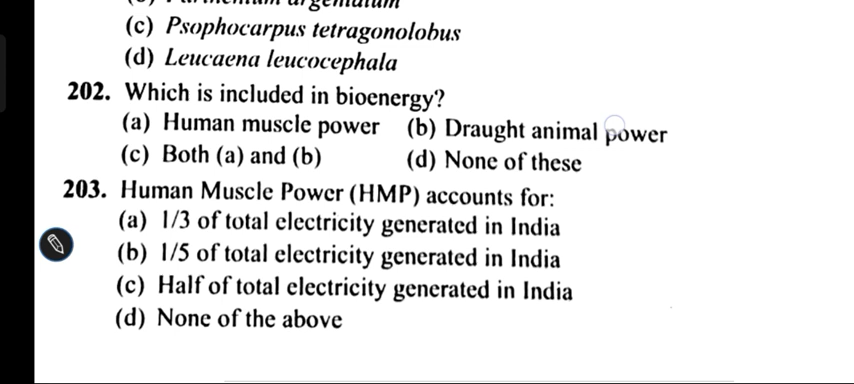 (c) Psophocarpus tetragonolobus
(d) Leucaena leucocephala
202. Which is included in bioenergy?
(a) Human muscle power (b) Draught animal power
(c) Both (a) and (b) (d) None of these
203. Human Muscle Power (HMP) accounts for:
(a) 1/3 of total electricity generated in India
(b) 1/5 of total electricity generated in India
(c) Half of total electricity generated in India
(d) None of the above